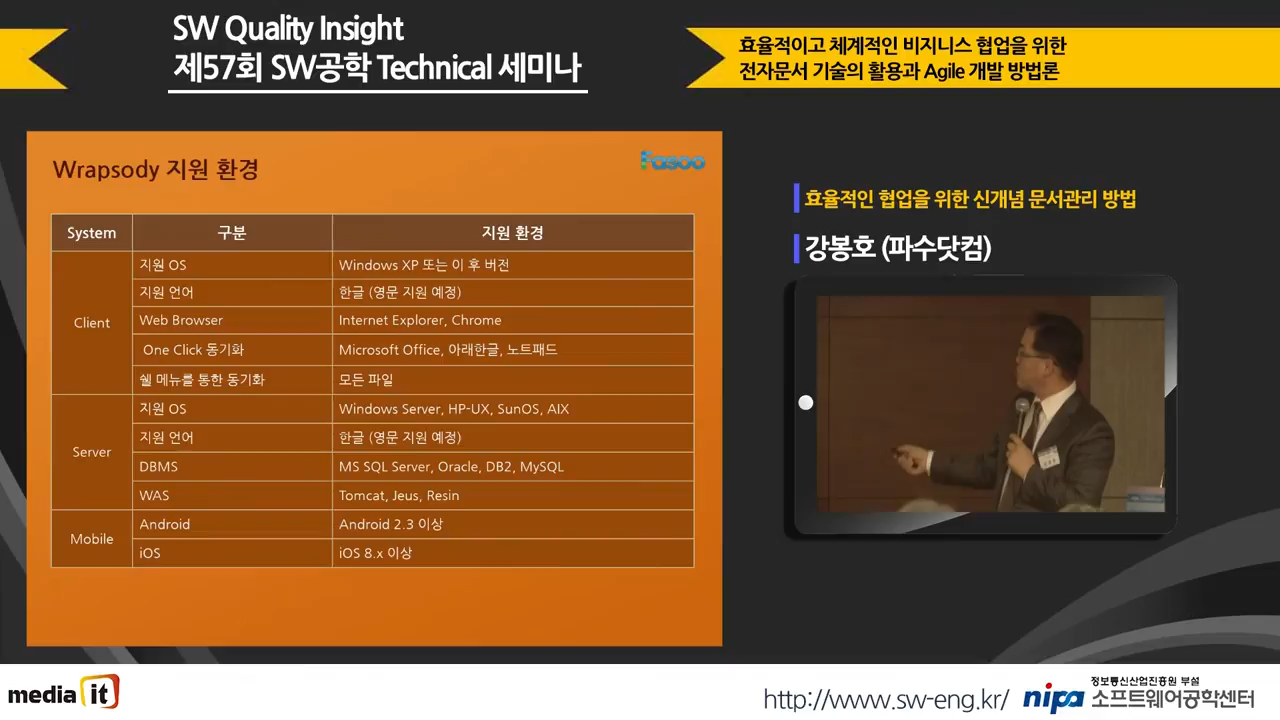 SW Quality Insight
제57회 SW공학 Technical 세미나
효율적이고 체계적인 비지니스 협업을 위한
전자문서 기술의 활용과 Agile 개발 방법론
Wrapsody 지원 환경
Fasoo
System 구분 지원 환경
Client
지원 OS Windows XP 또는 이 후 버전
지원 언어 한글 (영문 지원 예정)
Web Browser Internet Explorer, Chrome
One Click 동기화 Microsoft Office, 아래한글, 노트패드
쉘 메뉴를 통한 동기화 모든 파일
Server
지원 OS Windows Server, HP-UX, SunOS, AIX
지원 언어 한글 (영문 지원 예정)
DBMS MS SQL Server, Oracle, DB2, MySQL
WAS Tomcat, Jeus, Resin
Mobile
Android Android 2.3 이상
iOS iOS 8.x 이상
효율적인 협업을 위한 신개념 문서관리 방법
강봉호 (파수닷컴)
media it
http://www.sw-eng.kr/
nipa
정보통신산업진흥원 부설
소프트웨어공학센터